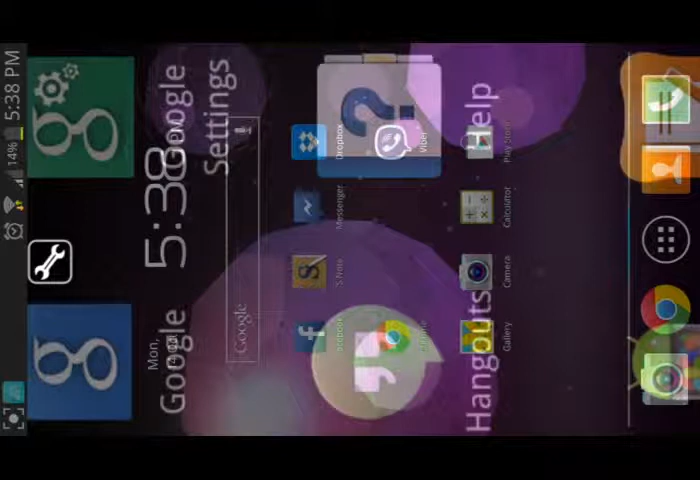 14% 5:38 PM
Google
Settings
Help
5:38
Google
Mon,
Google
Hangouts
Dropbox
Viber
Play Store
Messenger
Calculator
S Note
Camera
Gallery